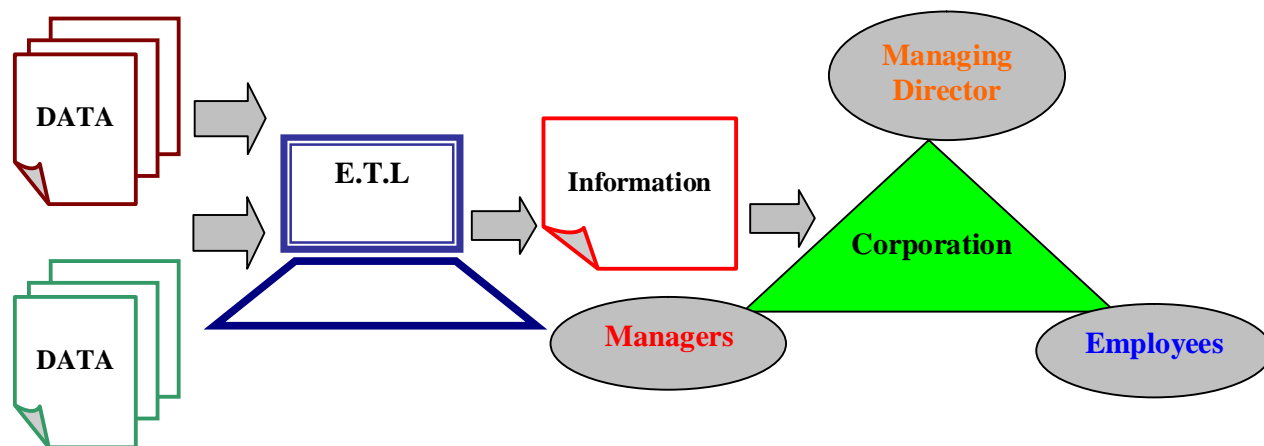 DATA
DATA
E.T.L
Information
Managing
Director
Corporation
Managers
Employees